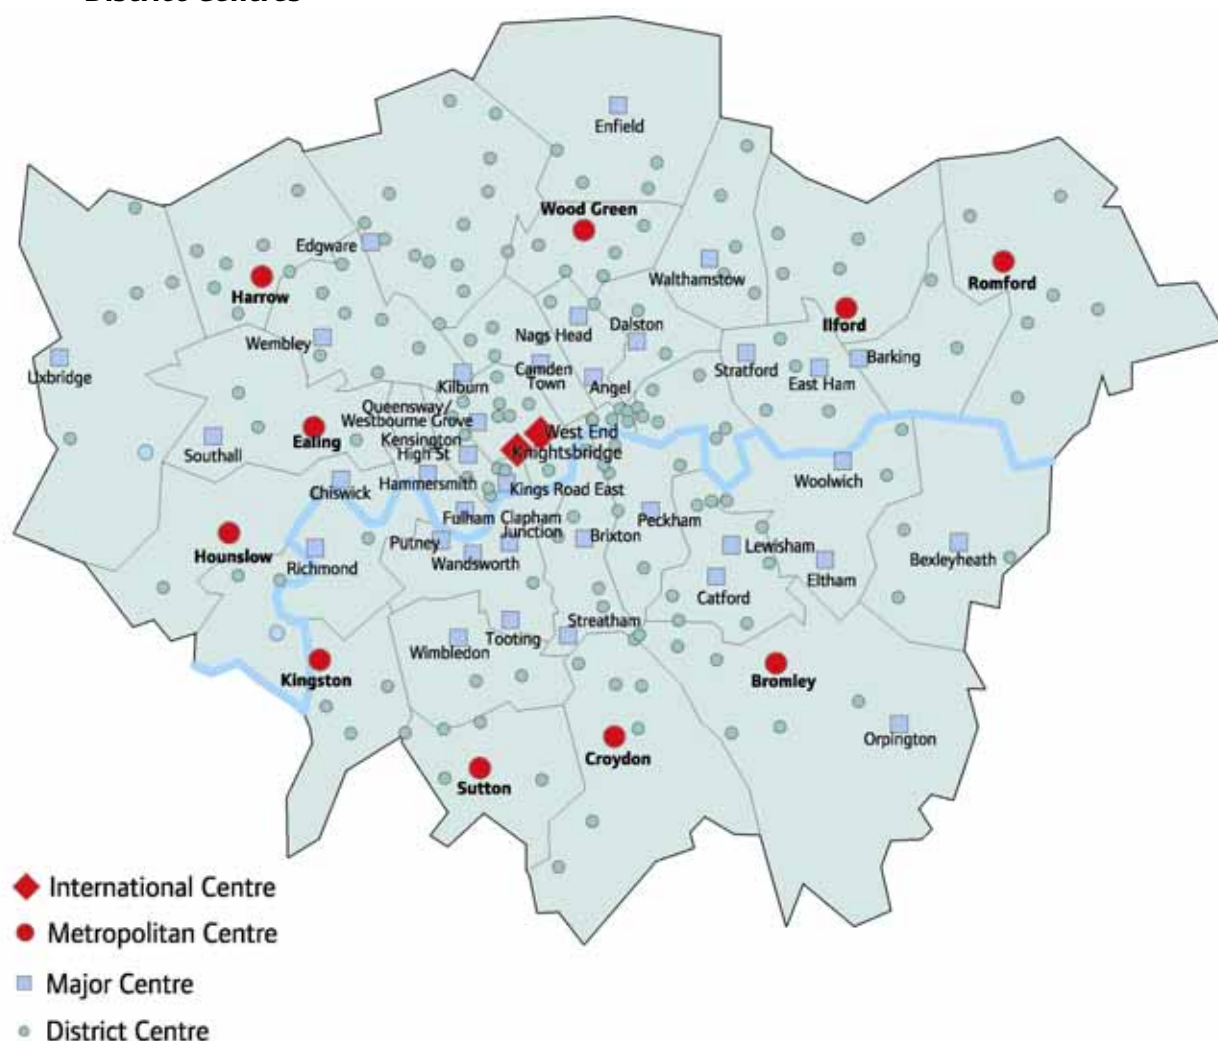 District Centres
Enfield
Wood Green
Edgware
Walthamstow
Harrow
Romford
Ilford
Nags Head
Dalston
Wembley
Barking
Uxbridge
Camden
Town
Stratford
East Ham
Kilburn
Angel
Queensway/
Westbourne Grove
Ealing
West End
Kensington
High St
Knightsbridge
Southall
Hammersmith
Woolwich
Chiswick
Kings Road East
Fulham
Clapham
Junction
Peckham
Putney
Brixton
Lewisham
Hounslow
Richmond
Wandsworth
Bexleyheath
Eltham
Catford
Streatham
Tooting
Wimbledon
Kingston
Bromley
Orpington
Croydon
Sutton
International Centre
Metropolitan Centre
Major Centre
District Centre